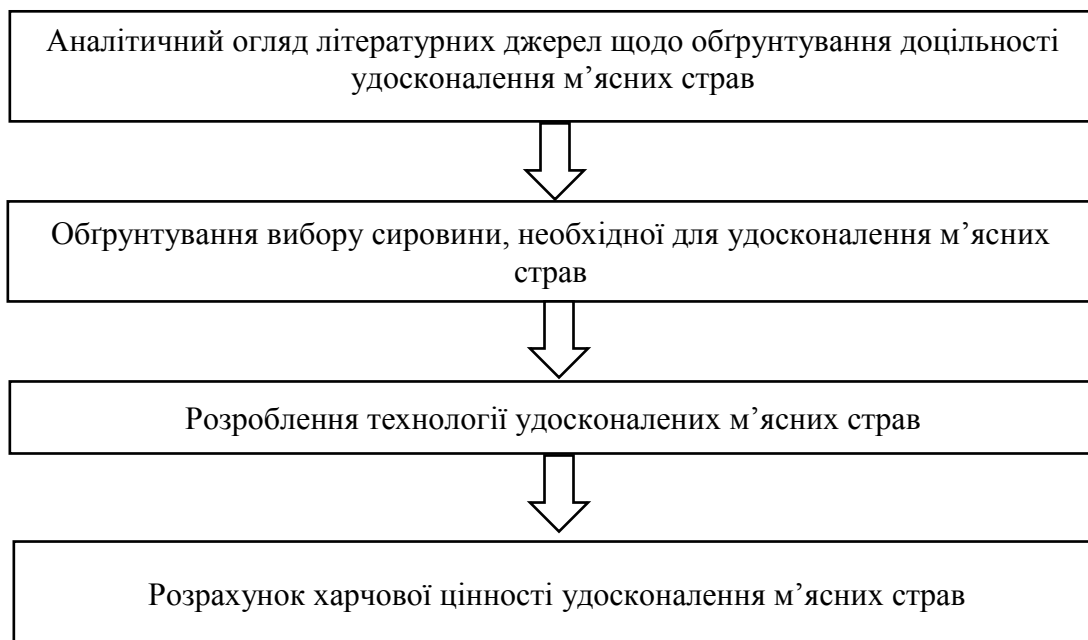 Аналітичний огляд літературних джерел щодо обґрунтування доцільності
удосконалення м’ясних страв
Обґрунтування вибору сировини, необхідної для удосконалення м’ясних
страв
Розроблення технології удосконалених м’ясних страв
Розрахунок харчової цінності удосконалення м’ясних страв